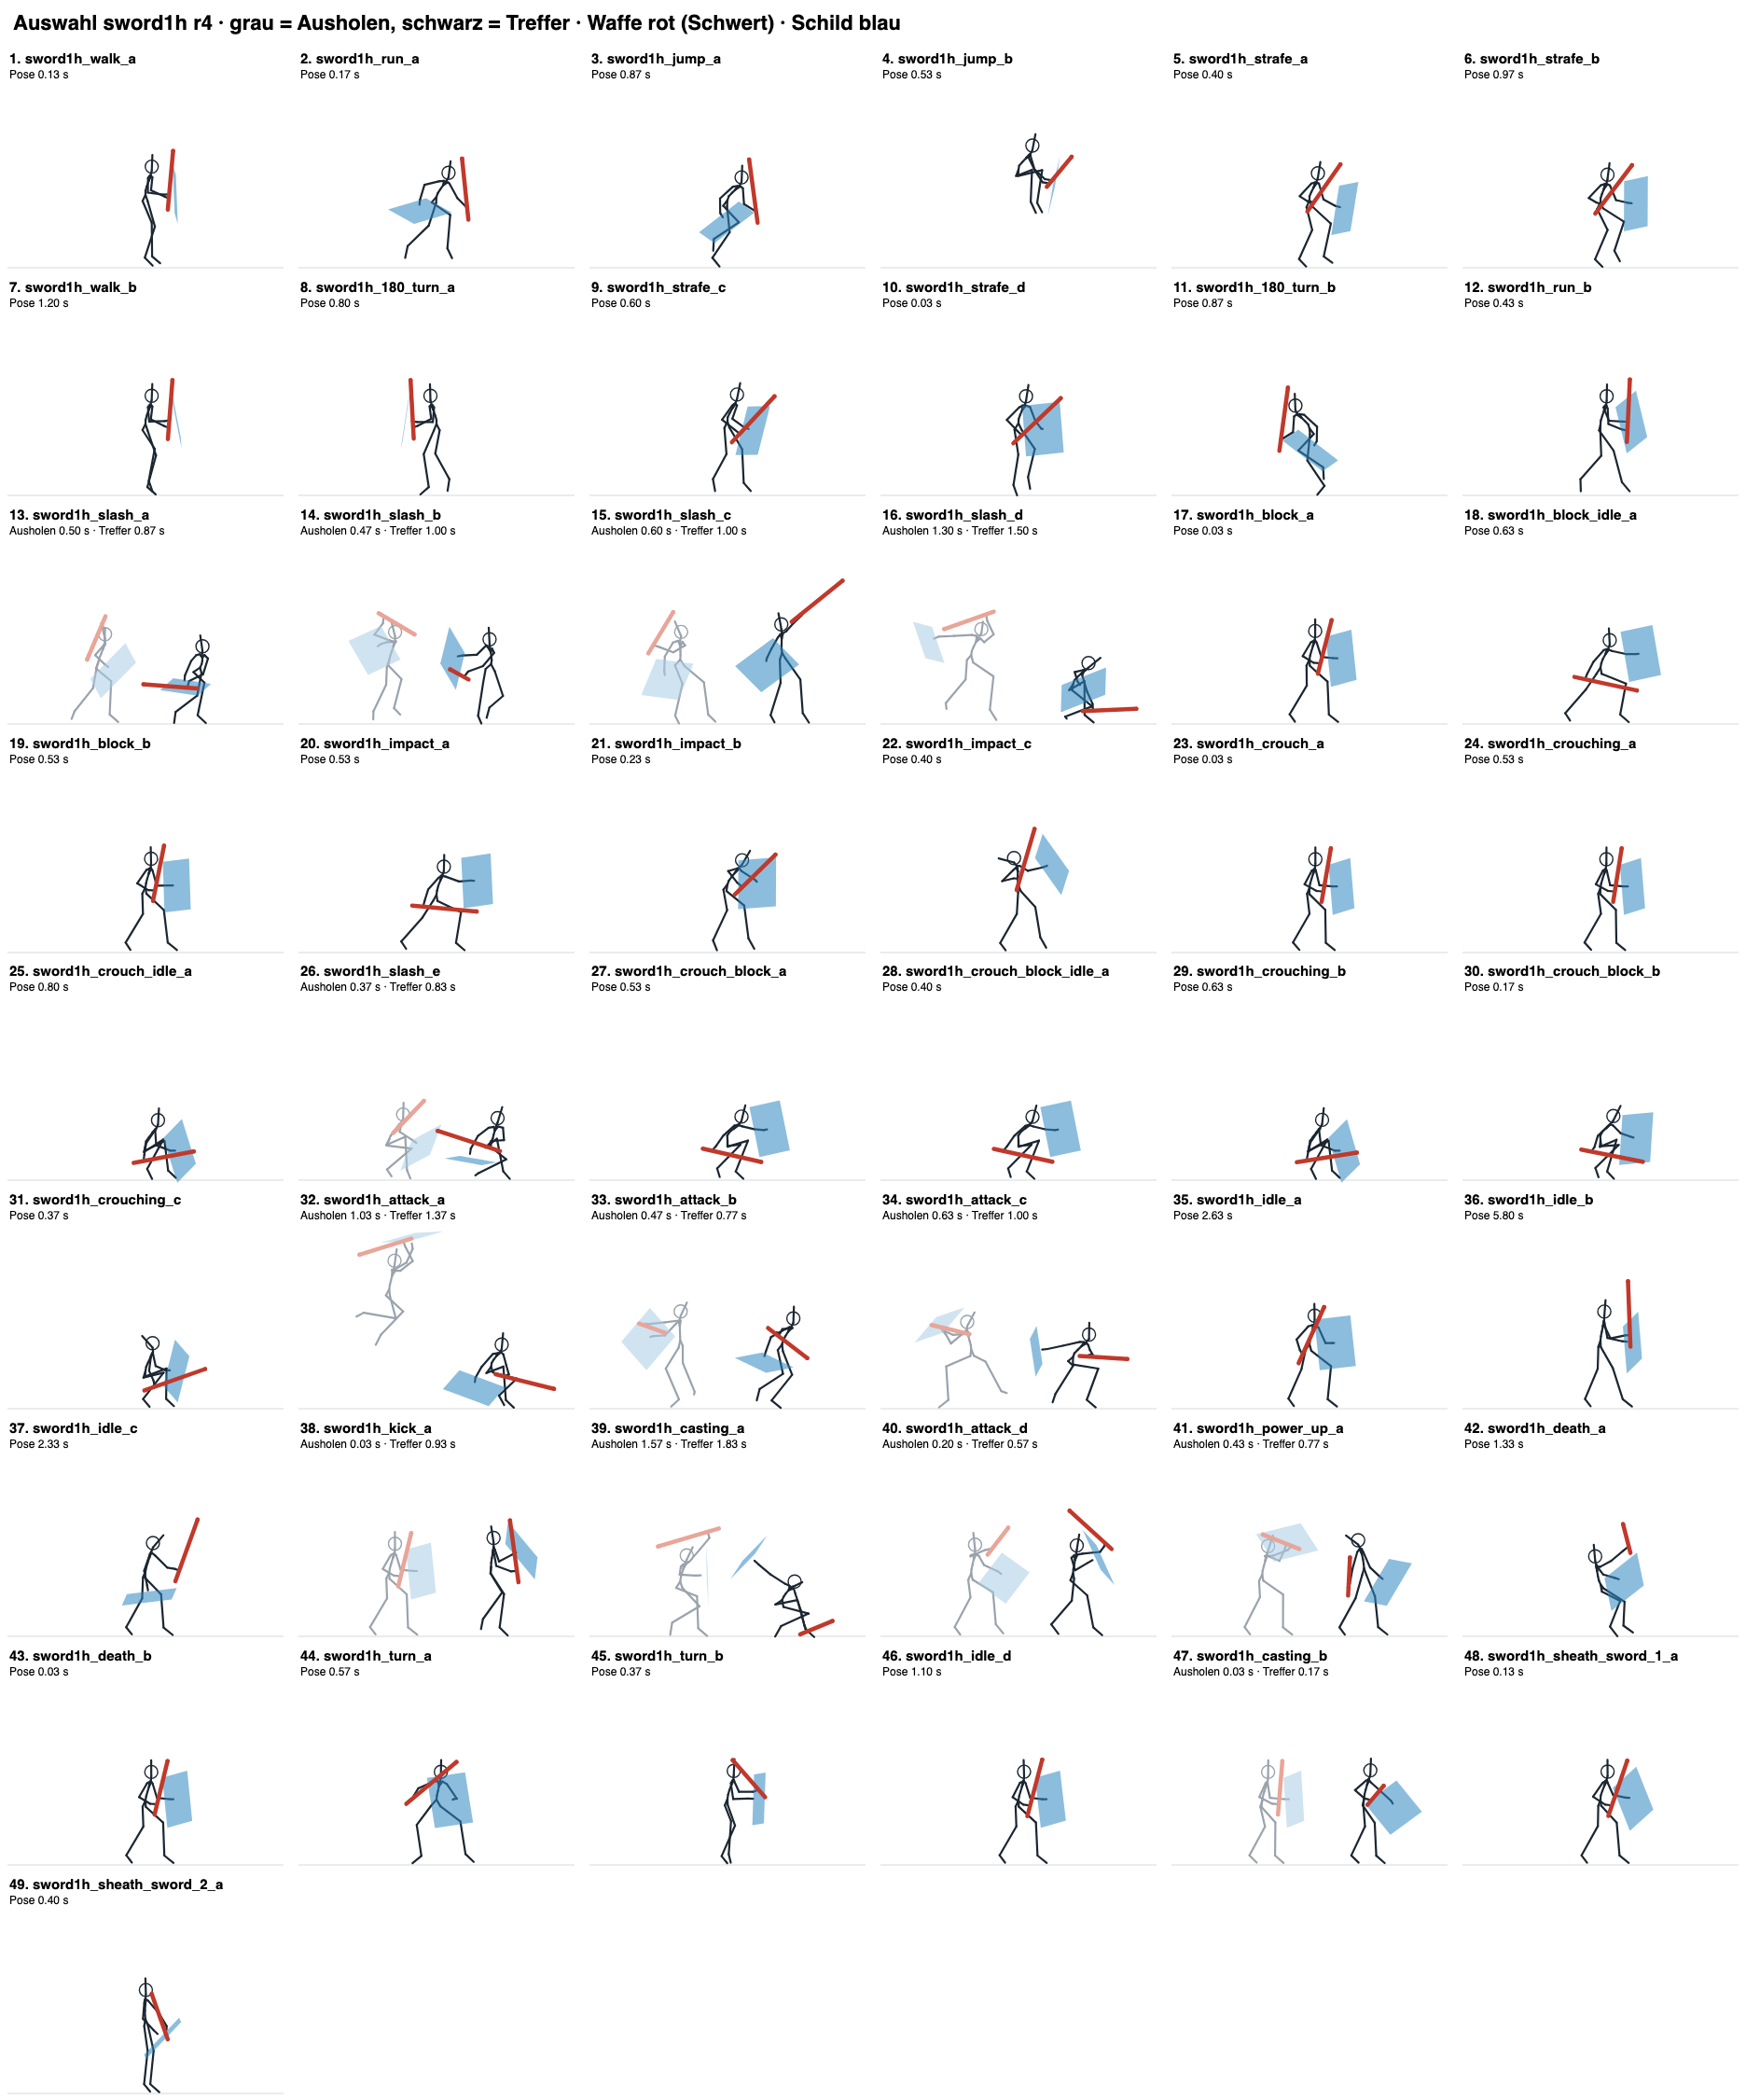 Auswahl sword1h r4 · grau = Ausholen, schwarz = Treffer · Waffe rot (Schwert) · Schild blau
1. sword1h_walk_a
Pose 0.13 s
2. sword1h_run_a
Pose 0.17 s
3. sword1h_jump_a
Pose 0.87 s
4. sword1h_jump_b
Pose 0.53 s
5. sword1h_strafe_a
Pose 0.40 s
6. sword1h_strafe_b
Pose 0.97 s
7. sword1h_walk_b
Pose 1.20 s
8. sword1h_180_turn_a
Pose 0.80 s
9. sword1h_strafe_c
Pose 0.60 s
10. sword1h_strafe_d
Pose 0.03 s
11. sword1h_180_turn_b
Pose 0.87 s
12. sword1h_run_b
Pose 0.43 s
13. sword1h_slash_a
Ausholen 0.50 s · Treffer 0.87 s
14. sword1h_slash_b
Ausholen 0.47 s · Treffer 1.00 s
15. sword1h_slash_c
Ausholen 0.60 s · Treffer 1.00 s
16. sword1h_slash_d
Ausholen 1.30 s · Treffer 1.50 s
17. sword1h_block_a
Pose 0.03 s
18. sword1h_block_idle_a
Pose 0.63 s
19. sword1h_block_b
Pose 0.53 s
20. sword1h_impact_a
Pose 0.53 s
21. sword1h_impact_b
Pose 0.23 s
22. sword1h_impact_c
Pose 0.40 s
23. sword1h_crouch_a
Pose 0.03 s
24. sword1h_crouching_a
Pose 0.53 s
25. sword1h_crouch_idle_a
Pose 0.80 s
26. sword1h_slash_e
Ausholen 0.37 s · Treffer 0.83 s
27. sword1h_crouch_block_a
Pose 0.53 s
28. sword1h_crouch_block_idle_a
Pose 0.40 s
29. sword1h_crouching_b
Pose 0.63 s
30. sword1h_crouch_block_b
Pose 0.17 s
31. sword1h_crouching_c
Pose 0.37 s
32. sword1h_attack_a
Ausholen 1.03 s · Treffer 1.37 s
33. sword1h_attack_b
Ausholen 0.47 s · Treffer 0.77 s
34. sword1h_attack_c
Ausholen 0.63 s · Treffer 1.00 s
35. sword1h_idle_a
Pose 2.63 s
36. sword1h_idle_b
Pose 5.80 s
37. sword1h_idle_c
Pose 2.33 s
38. sword1h_kick_a
Ausholen 0.03 s · Treffer 0.93 s
39. sword1h_casting_a
Ausholen 1.57 s · Treffer 1.83 s
40. sword1h_attack_d
Ausholen 0.20 s · Treffer 0.57 s
41. sword1h_power_up_a
Ausholen 0.43 s · Treffer 0.77 s
42. sword1h_death_a
Pose 1.33 s
43. sword1h_death_b
Pose 0.03 s
44. sword1h_turn_a
Pose 0.57 s
45. sword1h_turn_b
Pose 0.37 s
46. sword1h_idle_d
Pose 1.10 s
47. sword1h_casting_b
Ausholen 0.03 s · Treffer 0.17 s
48. sword1h_sheath_sword_1_a
Pose 0.13 s
49. sword1h_sheath_sword_2_a
Pose 0.40 s